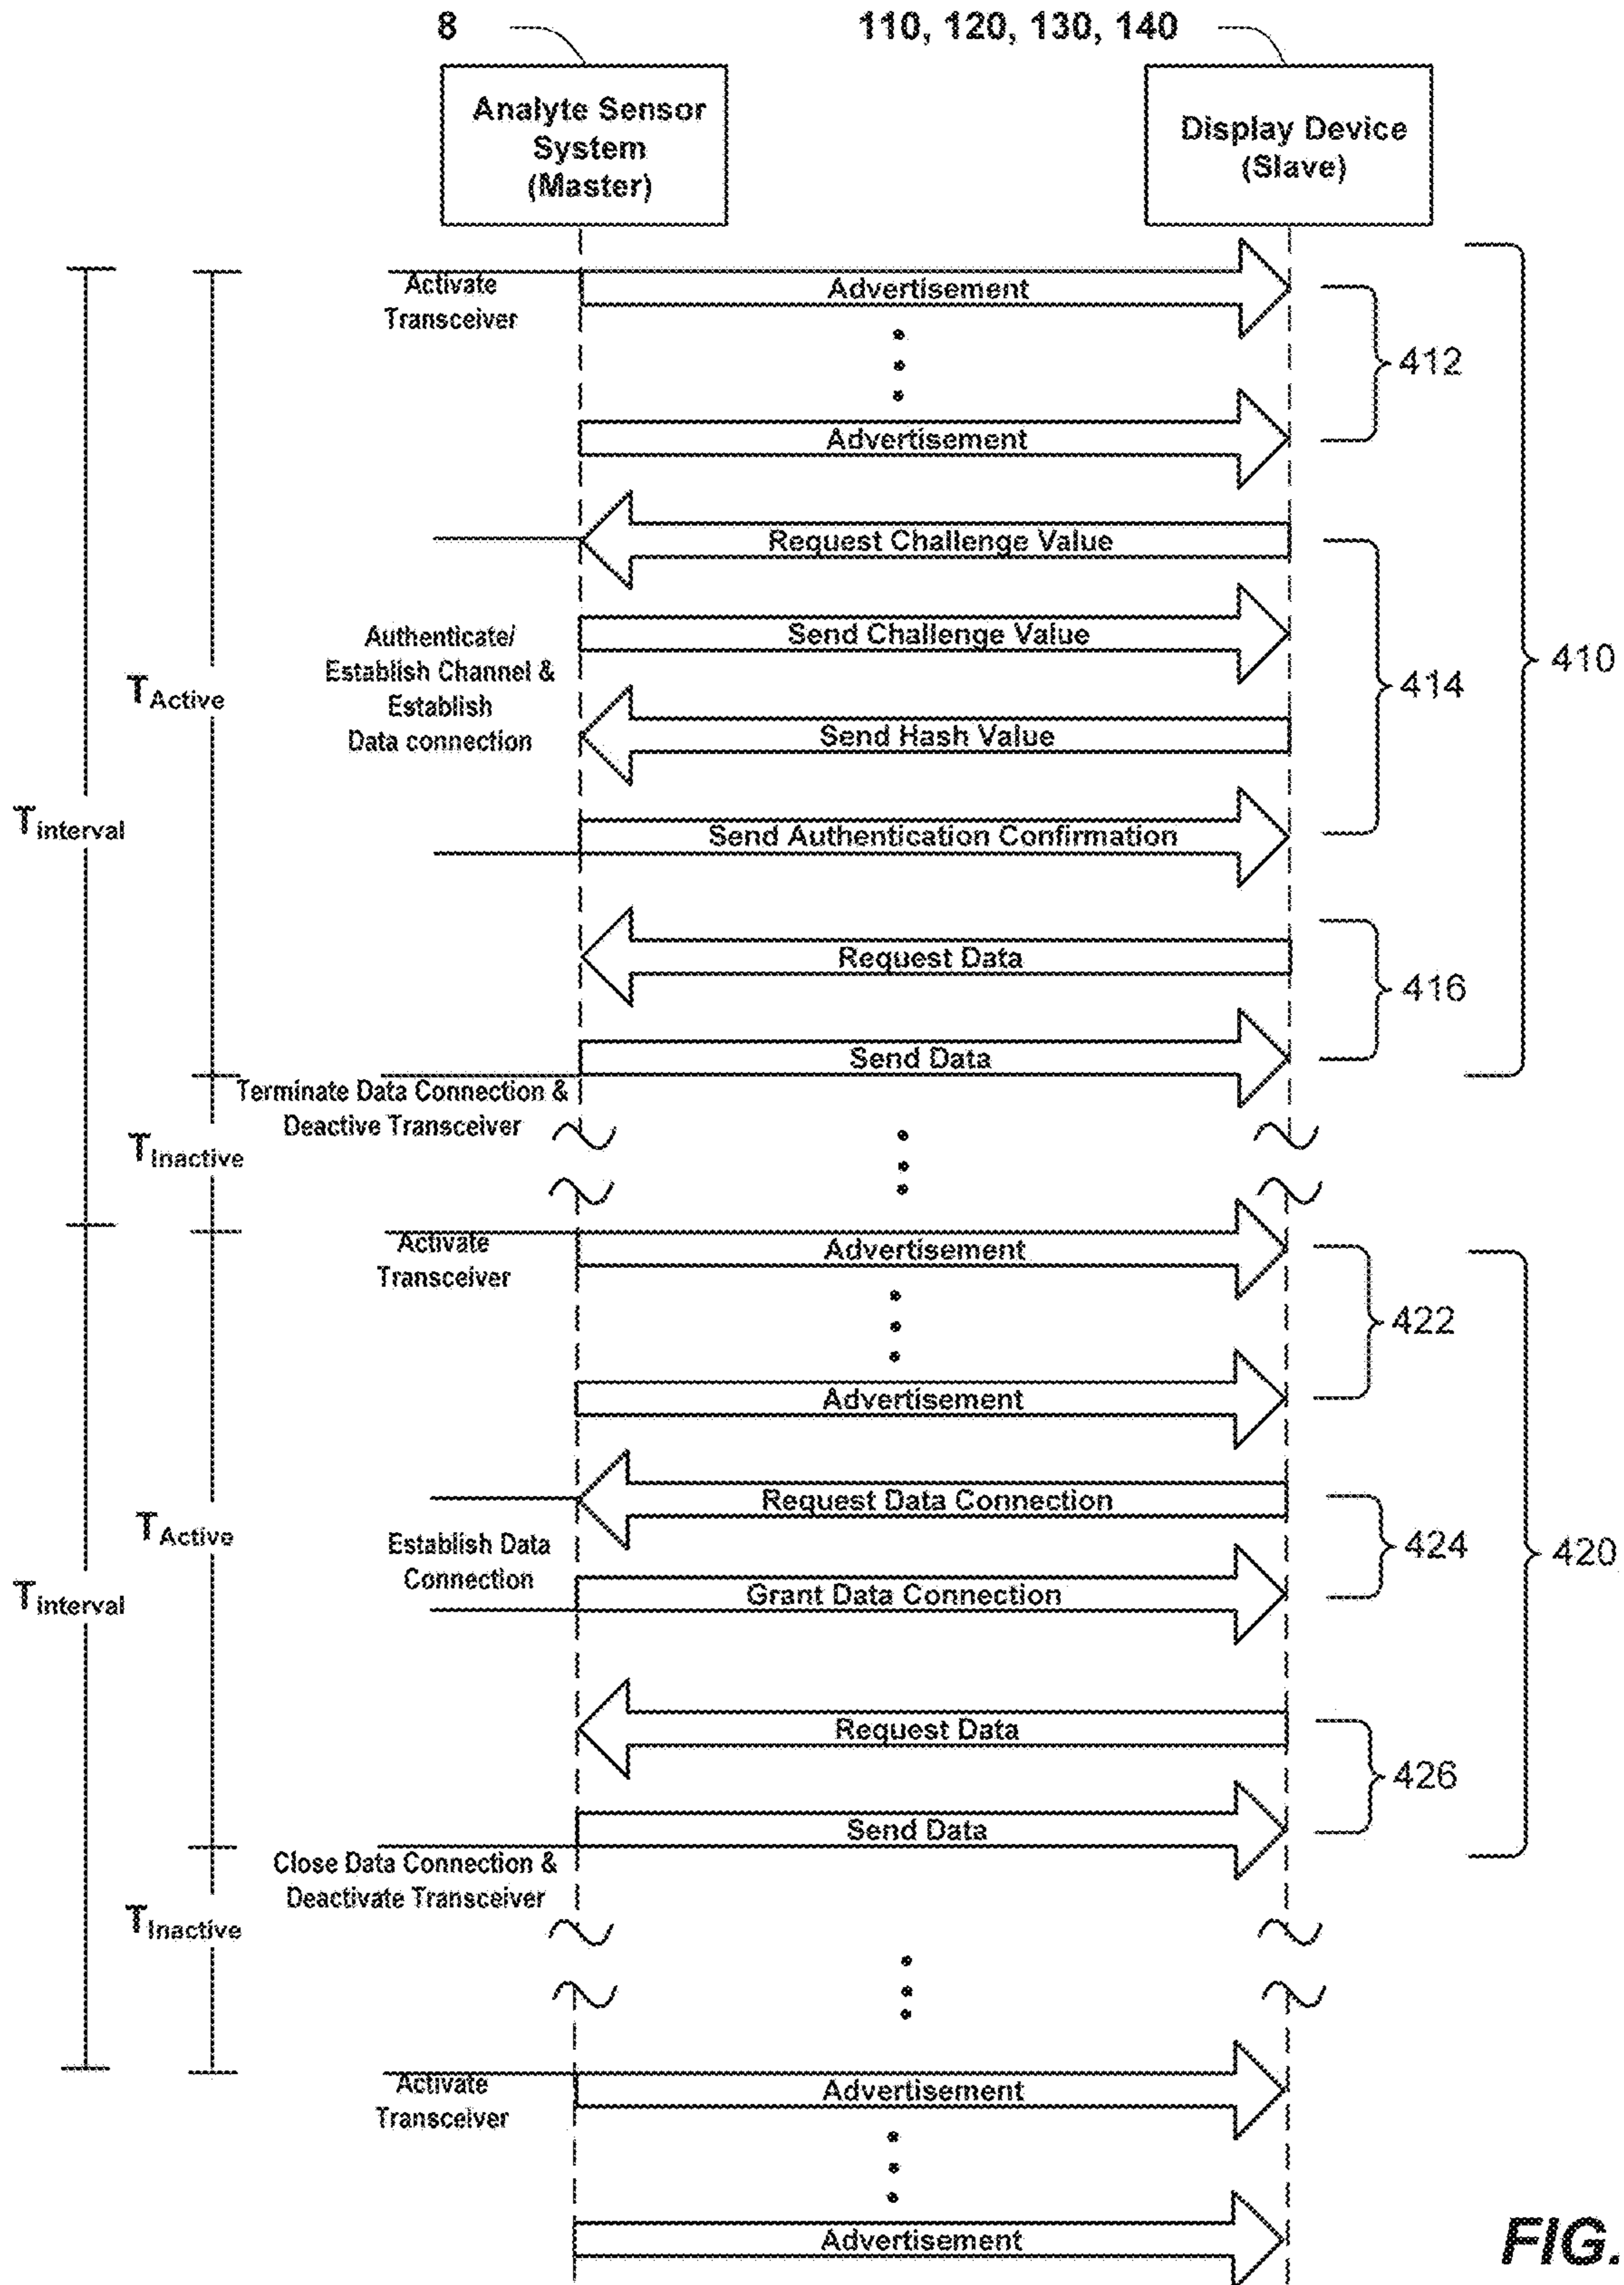 8
110, 120, 130, 140
Analyte Sensor
System
(Master)
Display Device
(Slave)
Activate
Transceiver
Advertisement
412
Advertisement
Request Challenge Value
Authenticate/
Establish Channel &
Establish
Data connection
Send Challenge Value
410
414
TActive
Send Hash Value
Tinterval
Send Authentication Confirmation
Request Data
416
Send Data
Terminate Data Connection &
Deactive Transceiver
TInactive
Activate
Transceiver
Advertisement
422
Advertisement
Request Data Connection
TActive
Establish Data
Connection
424
420
Tinterval
Grant Data Connection
Request Data
426
Send Data
Close Data Connection &
Deactivate Transceiver
TInactive
Activate
Transceiver
Advertisement
Advertisement
FIG.